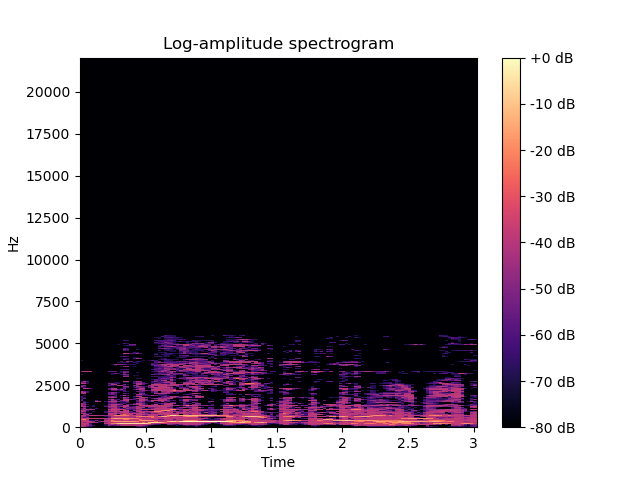 Log-amplitude spectrogram
Hz
20000
17500
15000
12500
10000
7500
5000
2500
0
0 0.5 1 1.5 2 2.5 3
Time
+0 dB
-10 dB
-20 dB
-30 dB
-40 dB
-50 dB
-60 dB
-70 dB
-80 dB